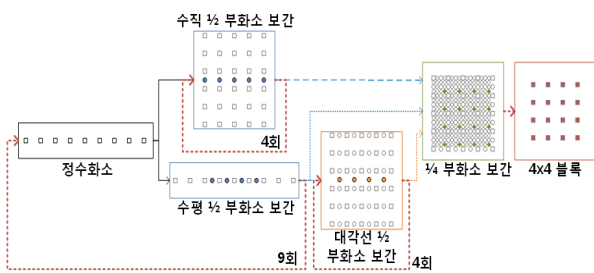 수직 ½ 부화소 보간
4회
정수화소
수평 ½ 부화소 보간
9회
대각선 ½
부화소 보간
4회
¼ 부화소 보간
4x4 블록